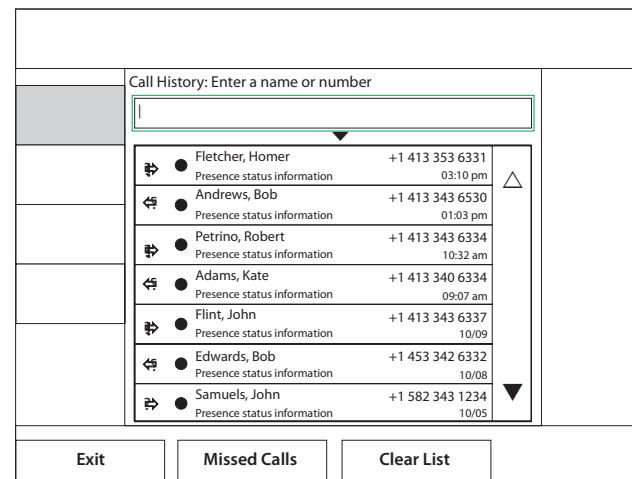 Call History: Enter a name or number
Fletcher, Homer +1 413 353 6331
Presence status information 03:10 pm
Andrews, Bob +1 413 343 6530
Presence status information 01:03 pm
Petrino, Robert +1 413 343 6334
Presence status information 10:32 am
Adams, Kate +1 413 340 6334
Presence status information 09:07 am
Flint, John +1 413 343 6337
Presence status information 10/09
Edwards, Bob +1 453 342 6332
Presence status information 10/08
Samuels, John +1 582 343 1234
Presence status information 10/05
Exit Missed Calls Clear List